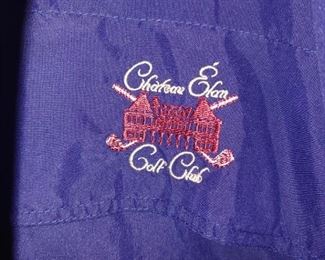 Château Élan
Golf Club